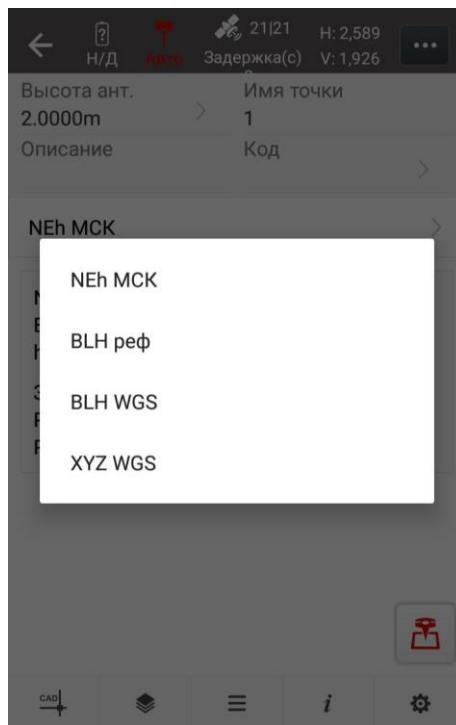 21|21 H: 2,589
Н/Д Авто Задержка(с) V: 1,926
Высота ант. Имя точки
2.0000m 1
Описание Код
NEh МСК
NEh МСК
BLH реф
BLH WGS
XYZ WGS
CAD i